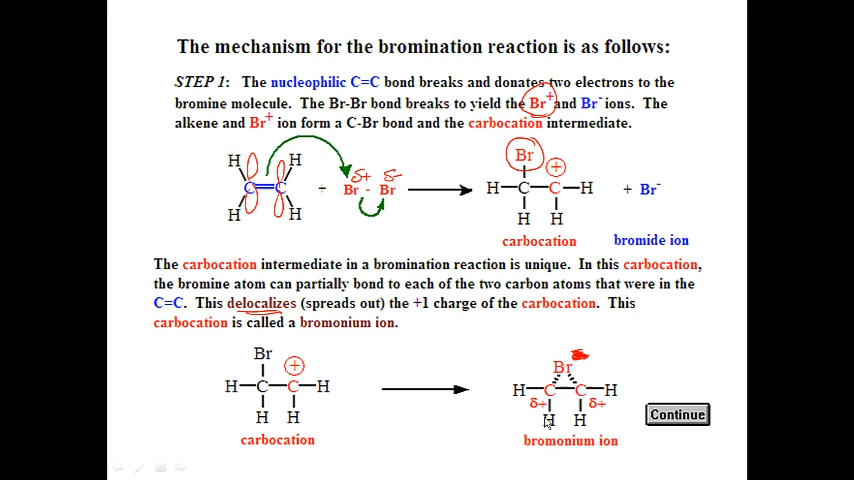 The mechanism for the bromination reaction is as follows:
STEP 1: The nucleophilic C=C bond breaks and donates two electrons to the
bromine molecule. The Br-Br bond breaks to yield the Br+ and Br- ions. The
alkene and Br+ ion form a C-Br bond and the carbocation intermediate.
H H Br +
C=C + δ+ Br - Br δ- H-C-C-H + Br-
H H H H
carbocation bromide ion
The carbocation intermediate in a bromination reaction is unique. In this carbocation,
the bromine atom can partially bond to each of the two carbon atoms that were in the
C=C. This delocalizes (spreads out) the +1 charge of the carbocation. This
carbocation is called a bromonium ion.
Br + Br
H-C-C-H H-C-C-H
δ+ δ+
H H H H
Continue
carbocation bromonium ion